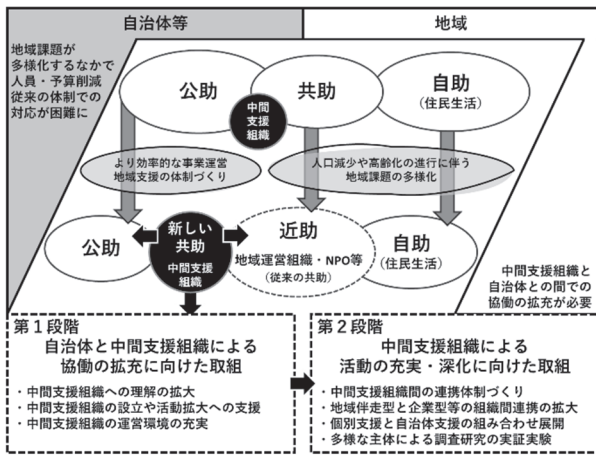 自治体等
地域
地域課題が
多様化するなかで
人員・予算削減
従来の体制での
対応が困難に
公助
共助
自助
(住民生活)
中間
支援
組織
より効率的な事業運営
地域支援の体制づくり
人口減少や高齢化の進行に伴う
地域課題の多様化
公助
新しい
共助
中間支援
組織
近助
地域運営組織・NPO等
(従来の共助)
自助
(住民生活)
中間支援組織と
自治体との間での
協働の拡充が必要
第1段階
自治体と中間支援組織による
協働の拡充に向けた取組
・中間支援組織への理解の拡大
・中間支援組織の設立や活動拡大への支援
・中間支援組織の運営環境の充実
第2段階
中間支援組織による
活動の充実・深化に向けた取組
・中間支援組織間の連携体制づくり
・地域伴走型と企業型等の組織間連携の拡大
・個別支援と自治体支援の組み合わせ展開
・多様な主体による調査研究の実証実験